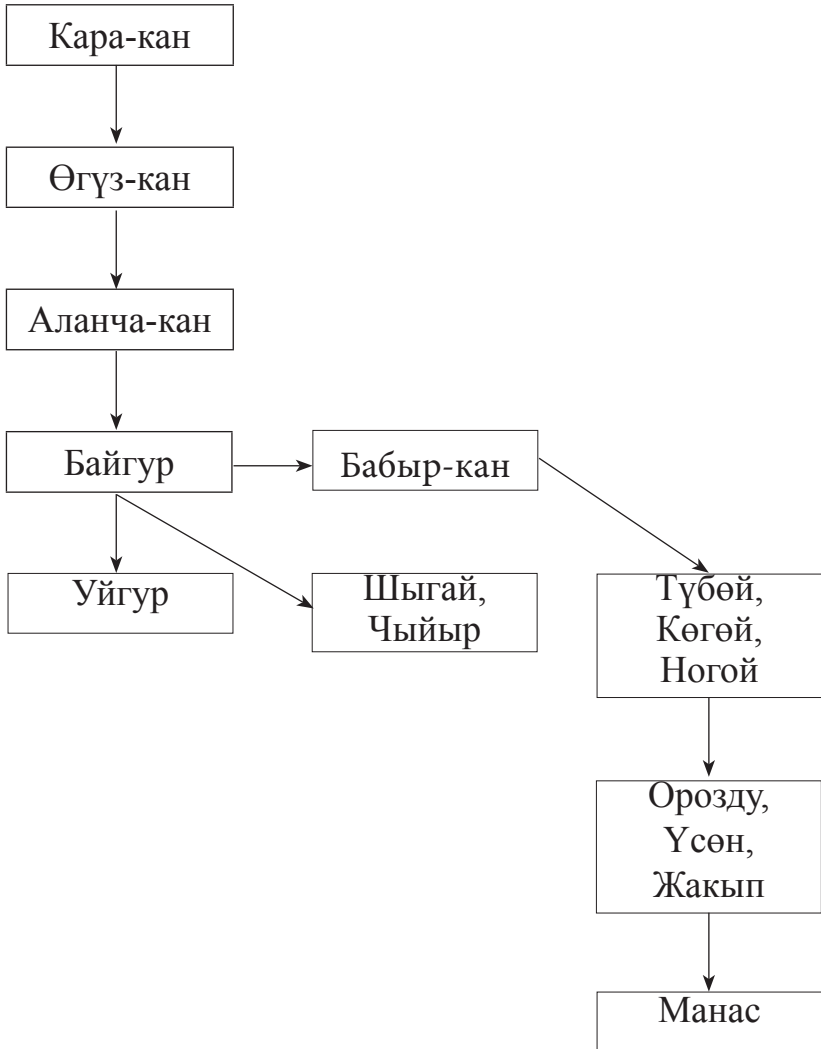 Кара-кан
Өгүз-кан
Аланча-кан
Байгур
Бабыр-кан
Уйгур
Шыгай,
Чыйыр
Түбөй,
Көгөй,
Ногой
Орозду,
Үсөн,
Жакып
Манас